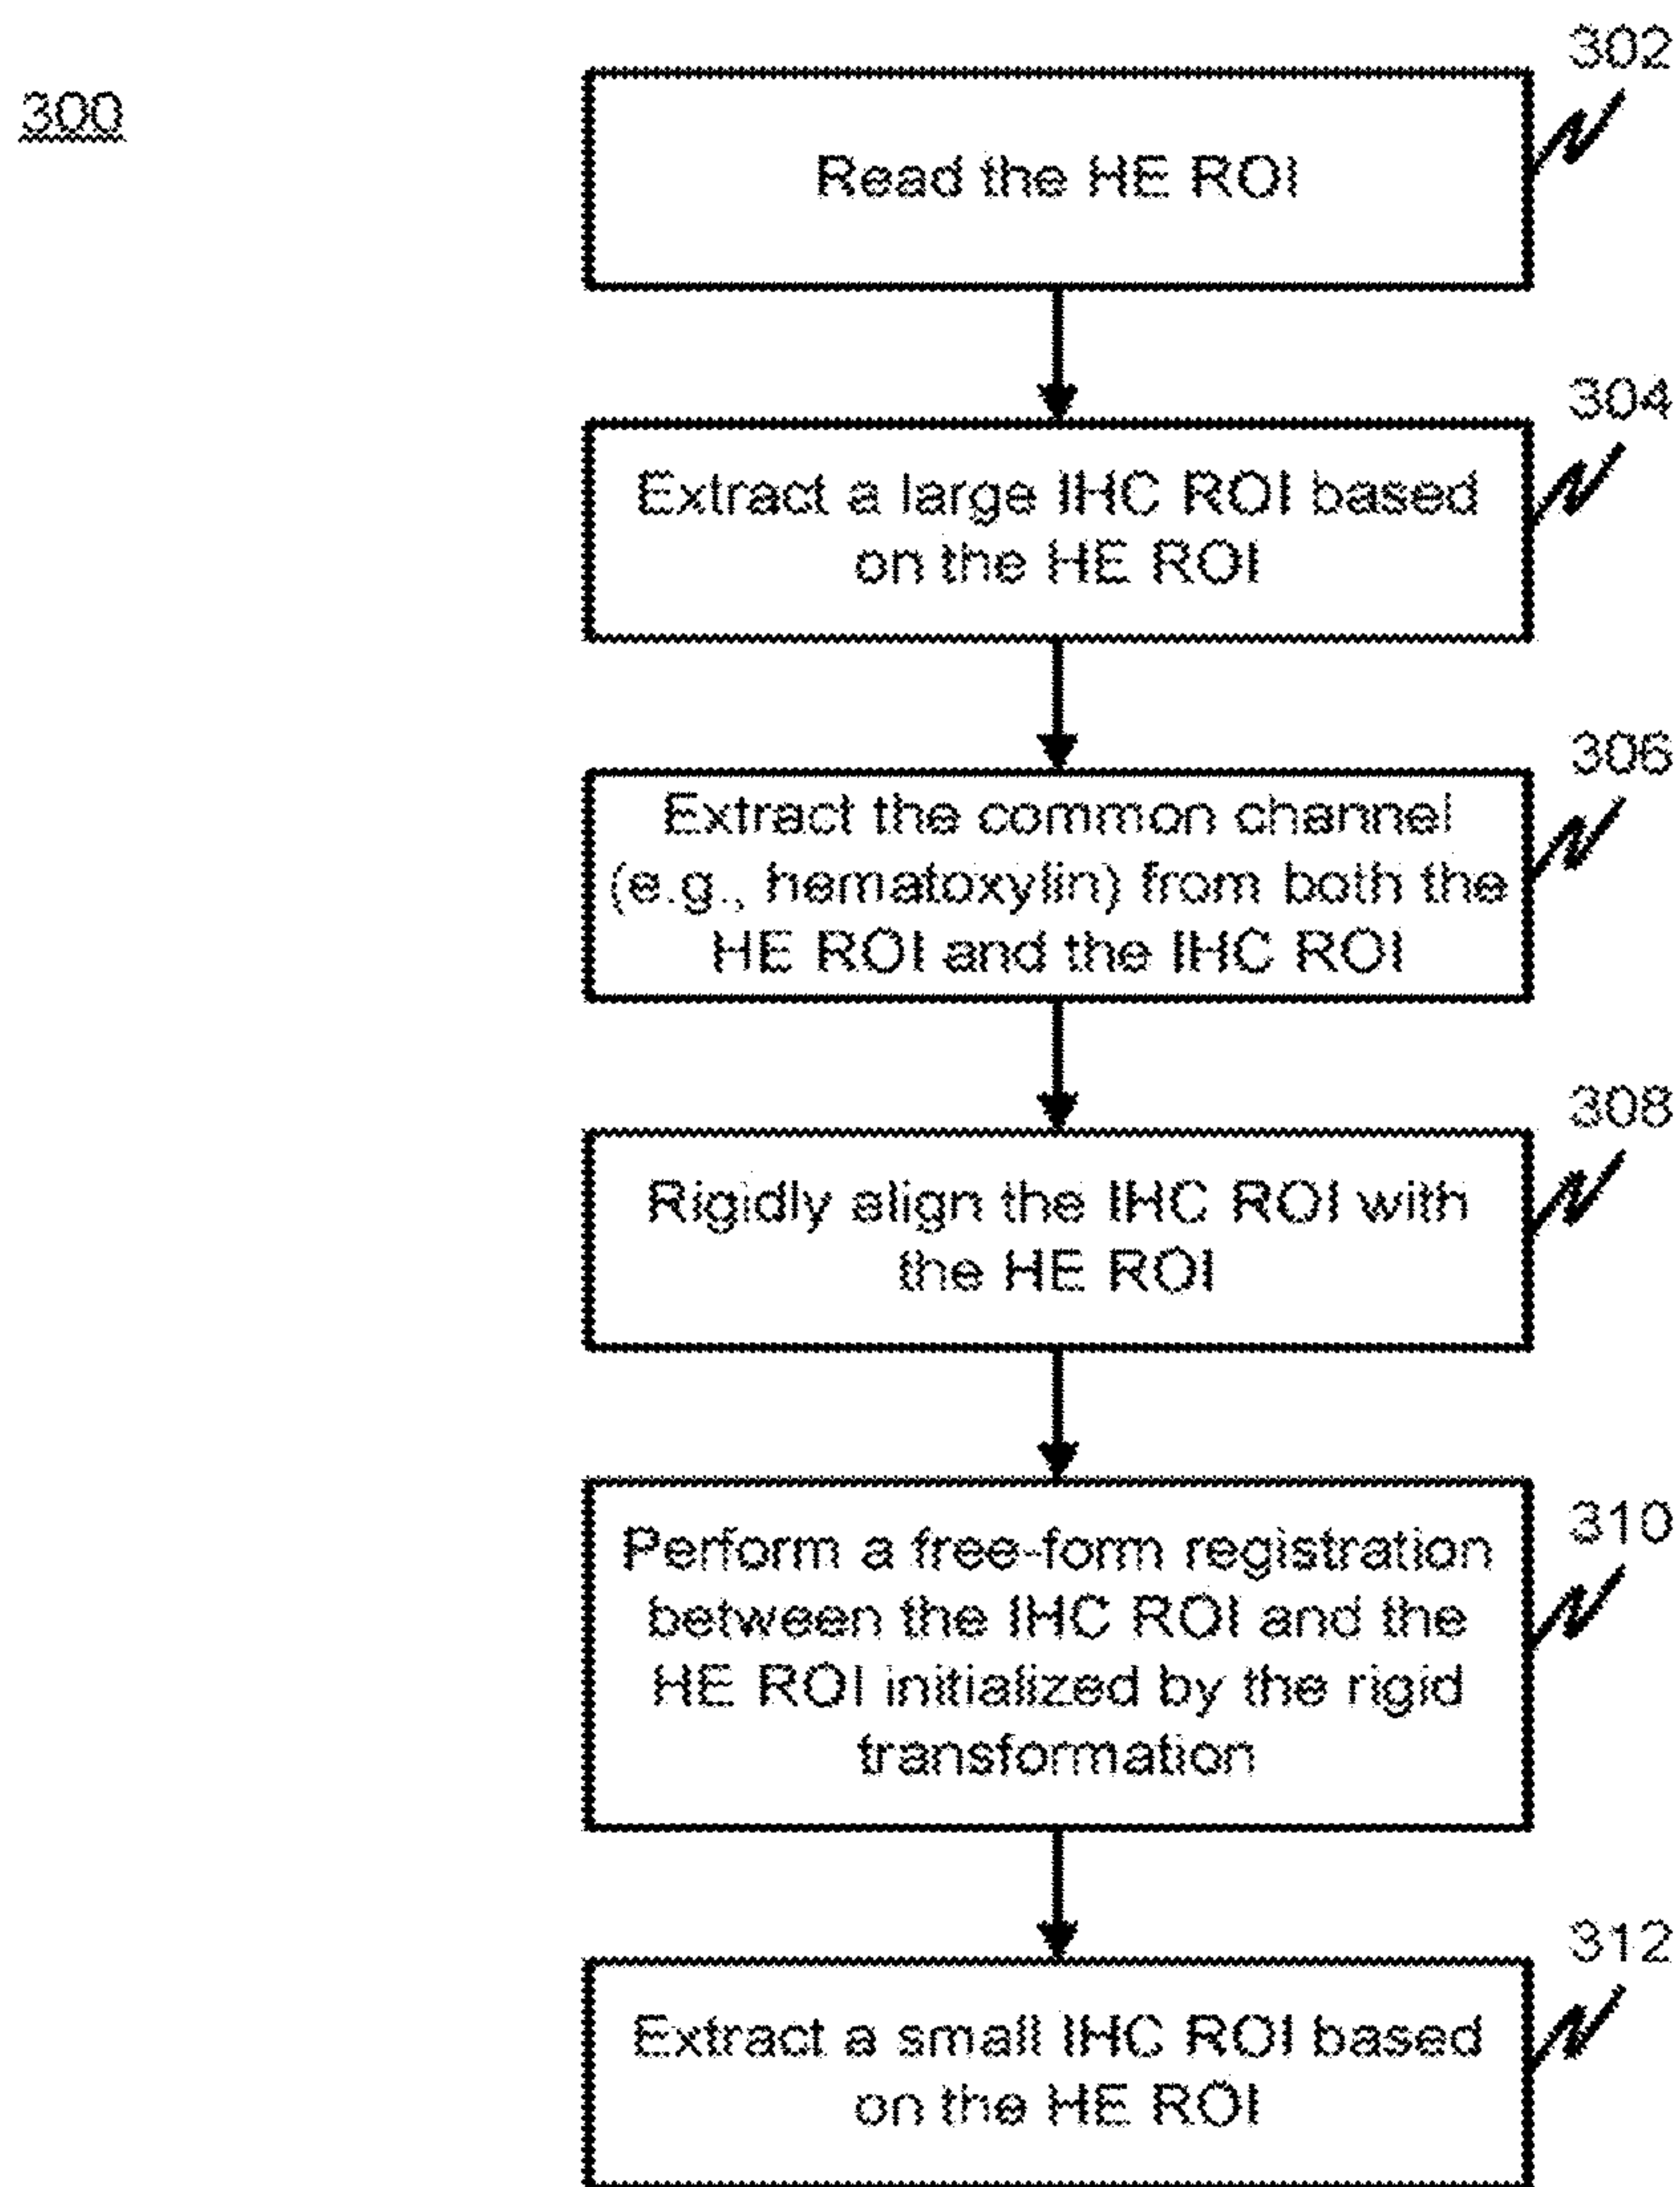 300
302
Read the HE ROI
304
Extract a large IHC ROI based
on the HE ROI
306
Extract the common channel
(e.g., hematoxylin) from both the
HE ROI and the IHC ROI
308
Rigidly align the IHC ROI with
the HE ROI
310
Perform a free-form registration
between the IHC ROI and the
HE ROI initialized by the rigid
transformation
312
Extract a small IHC ROI based
on the HE ROI